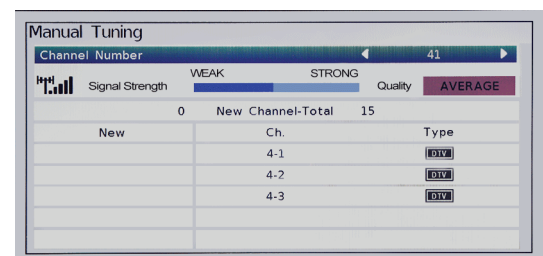 Manual Tuning
Channel Number 41
Signal Strength WEAK STRONG Quality AVERAGE
0 New Channel-Total 15
New Ch. Type
4-1 DTV
4-2 DTV
4-3 DTV